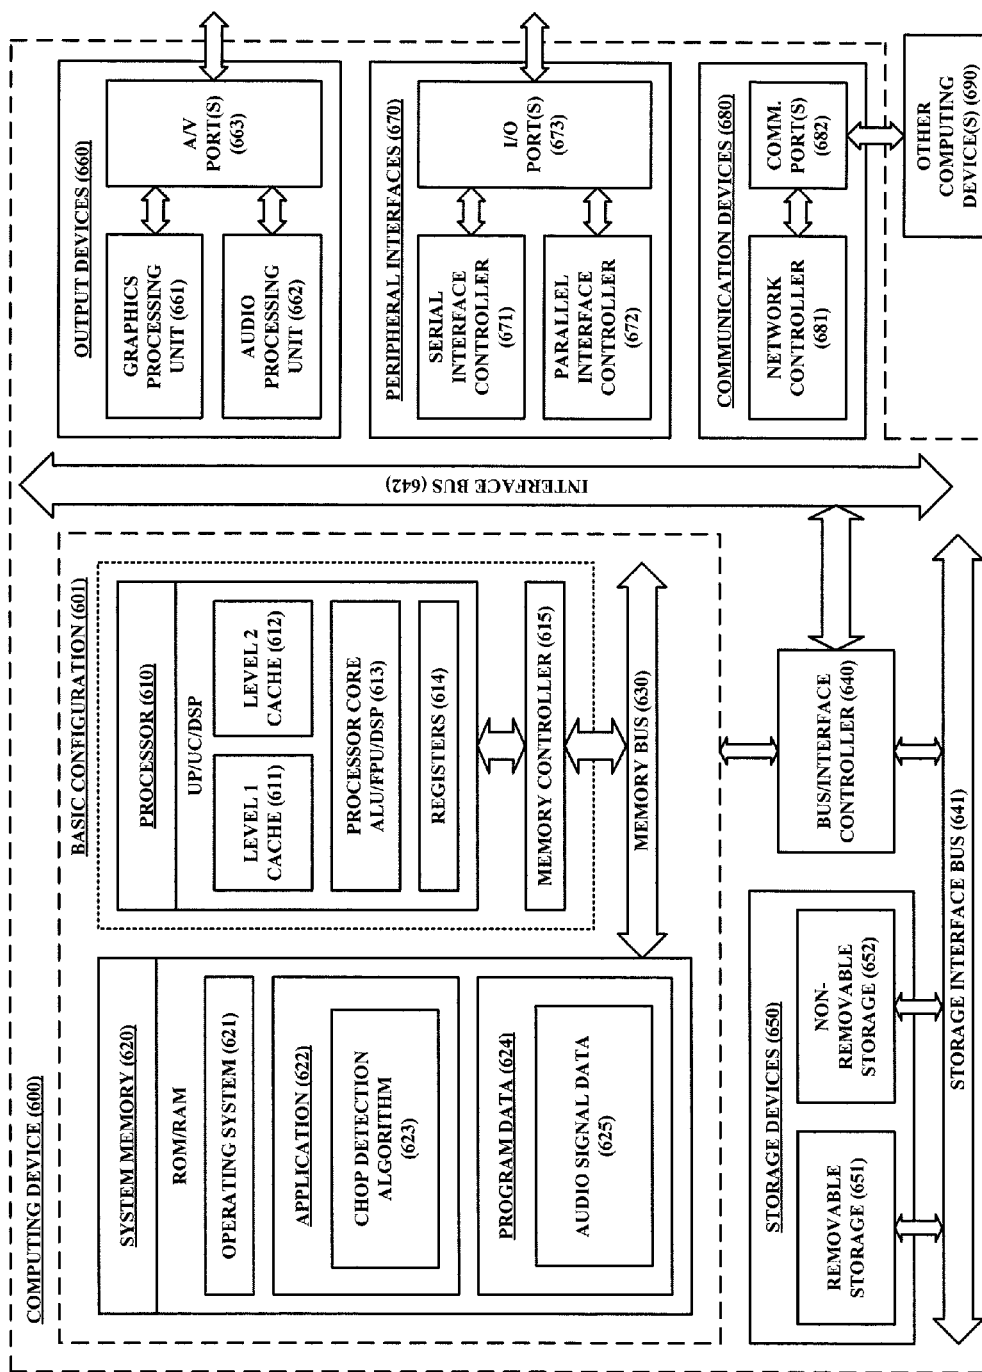 COMPUTING DEVICE (600)
BASIC CONFIGURATION (601)
SYSTEM MEMORY (620)
ROM/RAM
OPERATING SYSTEM (621)
APPLICATION (622)
CHOP DETECTION
ALGORITHM
(623)
PROGRAM DATA (624)
AUDIO SIGNAL DATA
(625)
PROCESSOR (610)
UP/UC/DSP
LEVEL 1
CACHE (611)
LEVEL 2
CACHE (612)
PROCESSOR CORE
ALU/FPU/DSP (613)
REGISTERS (614)
MEMORY CONTROLLER (615)
MEMORY BUS (630)
INTERFACE BUS (642)
OUTPUT DEVICES (660)
GRAPHICS
PROCESSING
UNIT (661)
AUDIO
PROCESSING
UNIT (662)
A/V
PORT(S)
(663)
PERIPHERAL INTERFACES (670)
SERIAL
INTERFACE
CONTROLLER
(671)
PARALLEL
INTERFACE
CONTROLLER
(672)
I/O
PORT(S)
(673)
COMMUNICATION DEVICES (680)
NETWORK
CONTROLLER
(681)
COMM.
PORT(S)
(682)
OTHER
COMPUTING
DEVICE(S) (690)
STORAGE DEVICES (650)
REMOVABLE
STORAGE (651)
NON-
REMOVABLE
STORAGE (652)
BUS/INTERFACE
CONTROLLER (640)
STORAGE INTERFACE BUS (641)